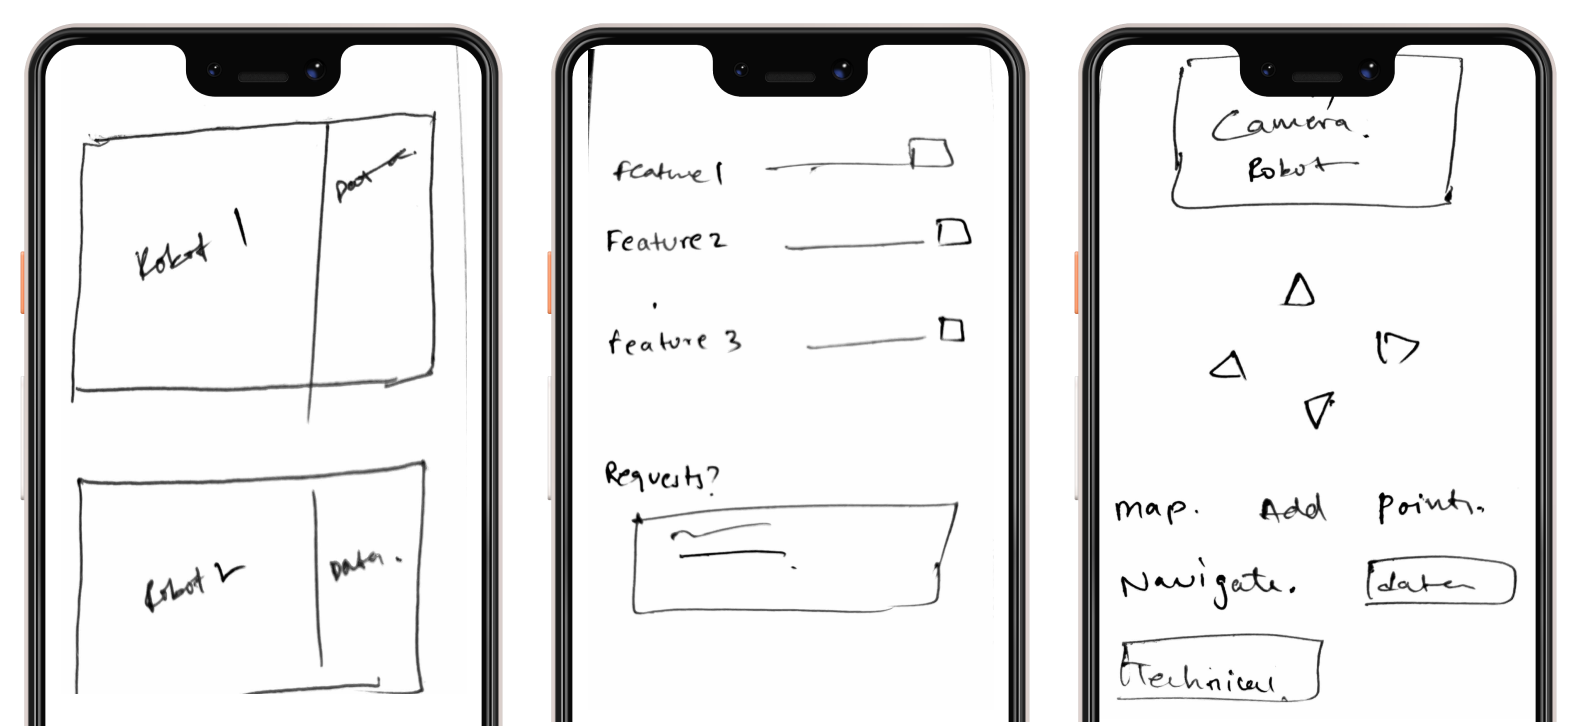 Robot 1
Data.
Robot 2
Data.
feature 1
Feature 2
feature 3
Requests?
Camera.
Robot
map. Add points.
Navigate. data
Technical.